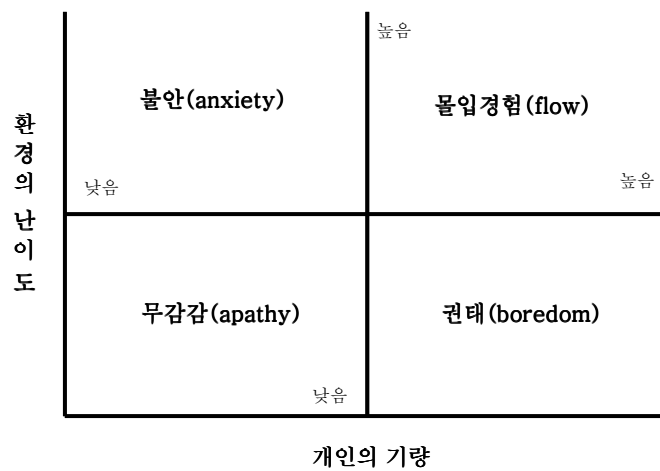 높음
불안(anxiety)
몰입경험(flow)
환경의 난이도
낮음
높음
무감감(apathy)
권태(boredom)
낮음
개인의 기량